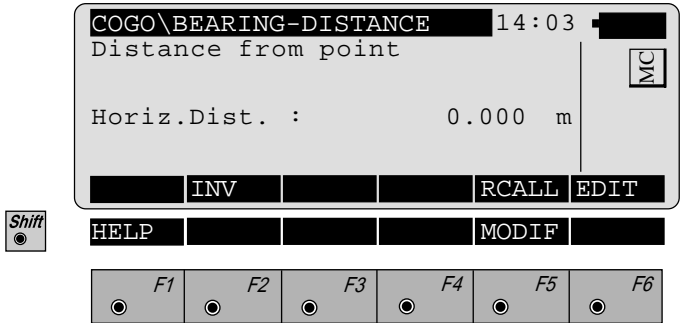 COGO\BEARING-DISTANCE 14:03
Distance from point
MC
Horiz.Dist. : 0.000 m
INV RCALL EDIT
Shift
HELP MODIF
F1 F2 F3 F4 F5 F6